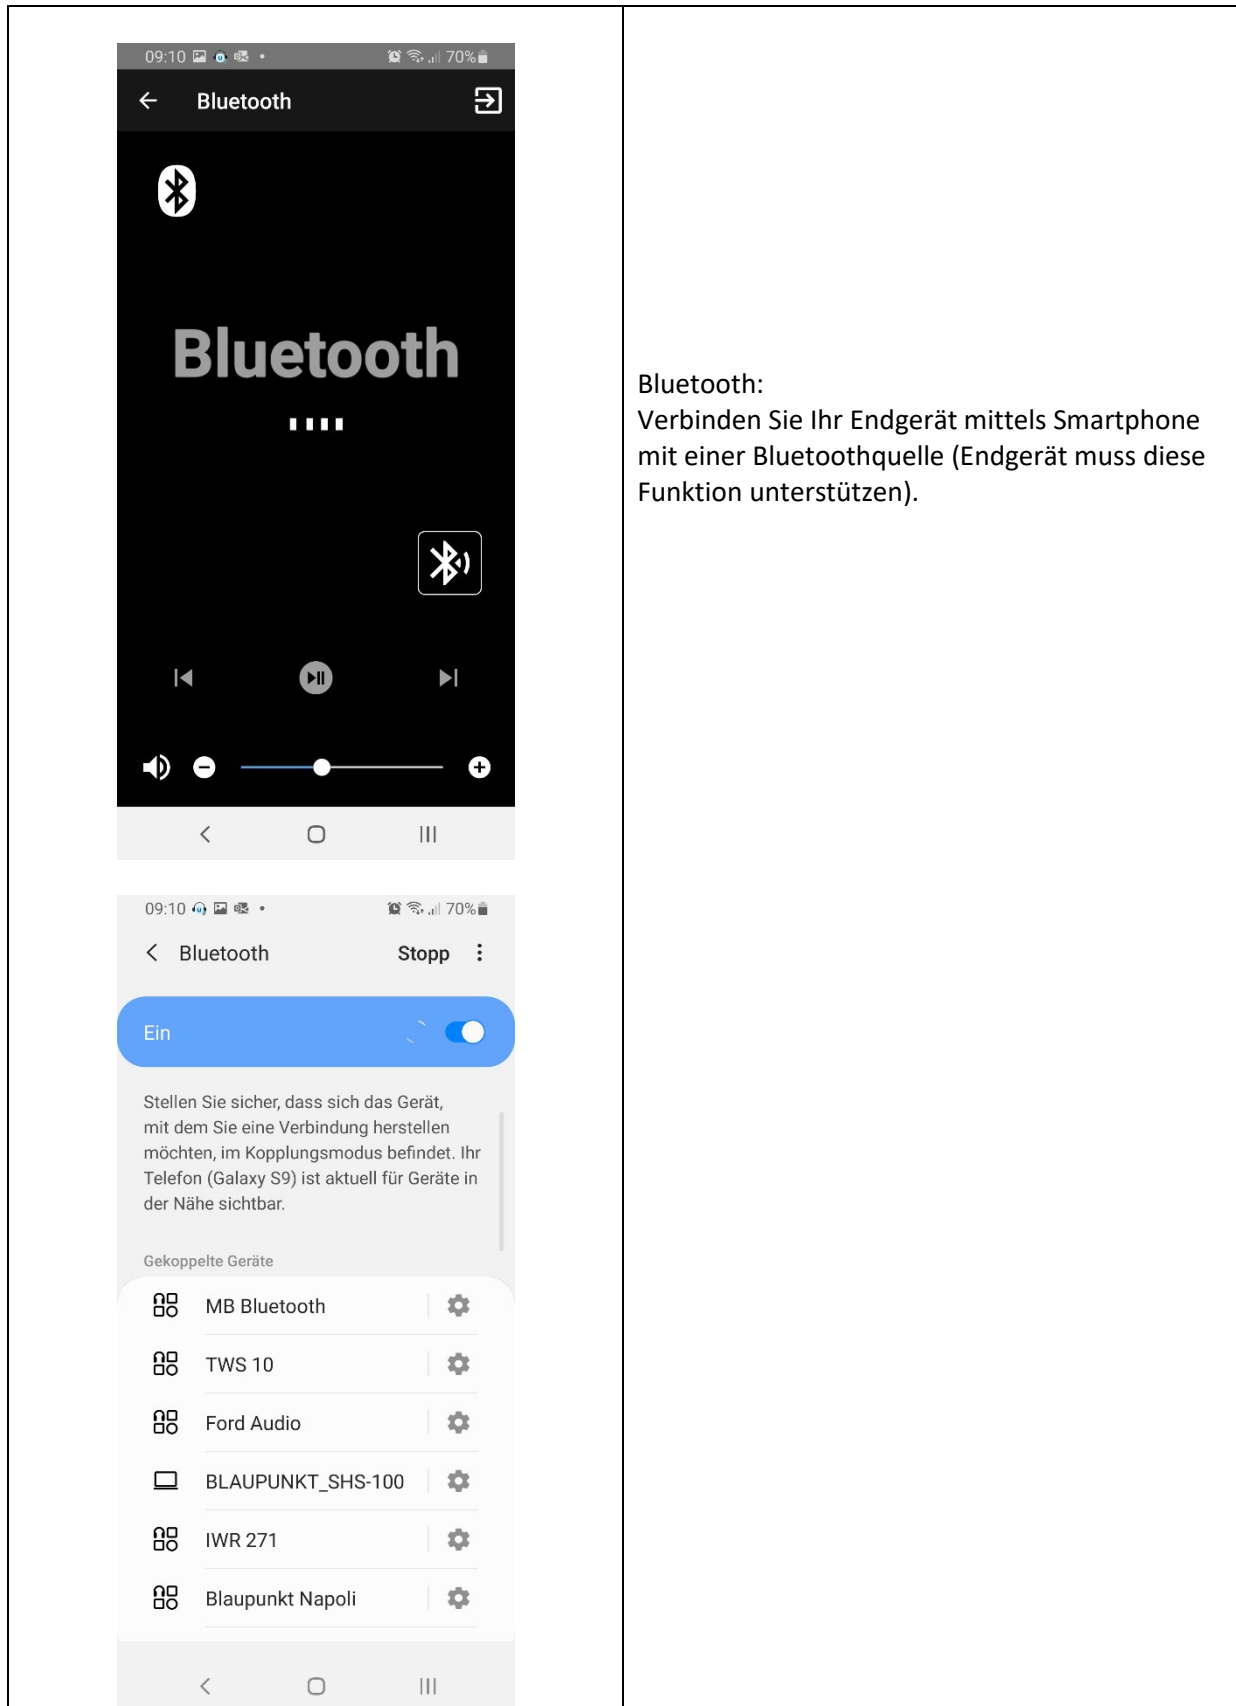 09:10
70%
Bluetooth
Bluetooth
Bluetooth:
Verbinden Sie Ihr Endgerät mittels Smartphone
mit einer Bluetoothquelle (Endgerät muss diese
Funktion unterstützen).
09:10
70%
Bluetooth
Stopp
Ein
Stellen Sie sicher, dass sich das Gerät,
mit dem Sie eine Verbindung herstellen
möchten, im Kopplungsmodus befindet. Ihr
Telefon (Galaxy S9) ist aktuell für Geräte in
der Nähe sichtbar.
Gekoppelte Geräte
MB Bluetooth
TWS 10
Ford Audio
BLAUPUNKT_SHS-100
IWR 271
Blaupunkt Napoli